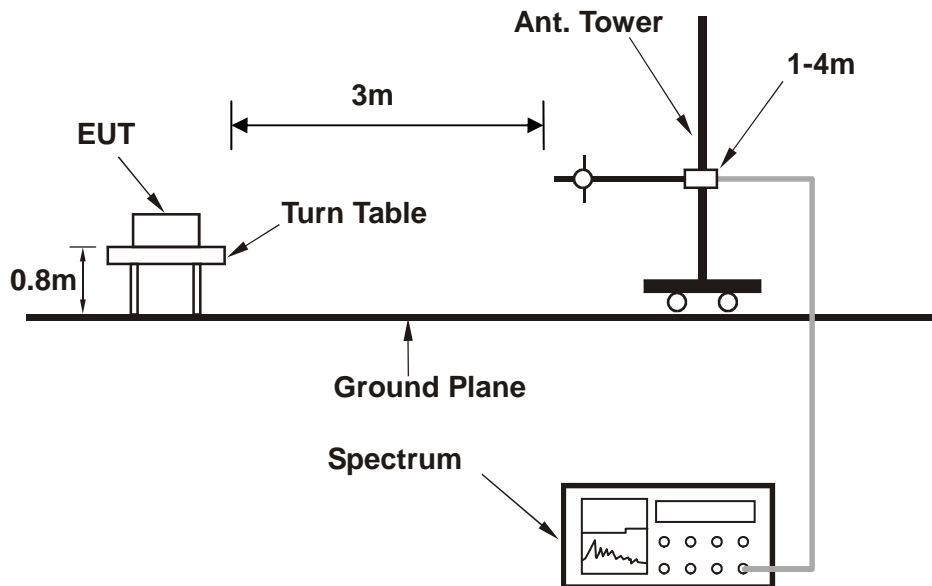 Ant. Tower
1-4m
3m
EUT
Turn Table
0.8m
Ground Plane
Spectrum